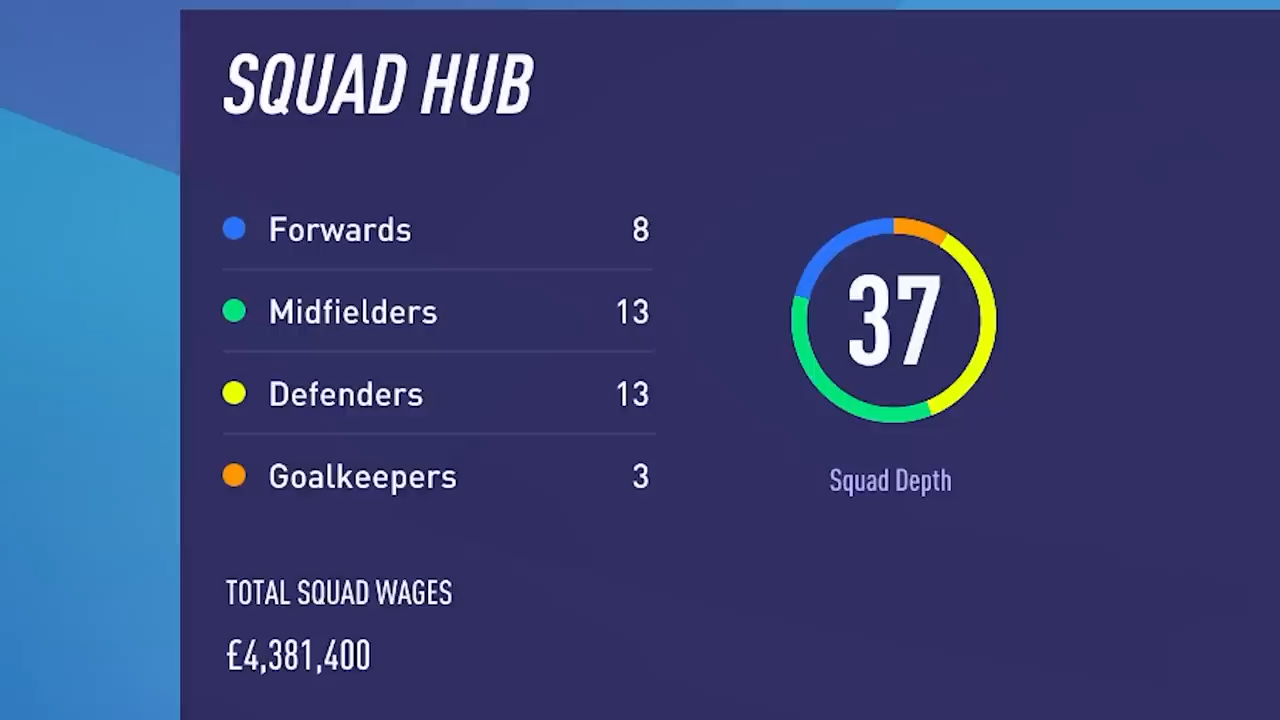 SQUAD HUB
Forwards 8
Midfielders 13
Defenders 13
Goalkeepers 3
37
Squad Depth
TOTAL SQUAD WAGES
£4,381,400